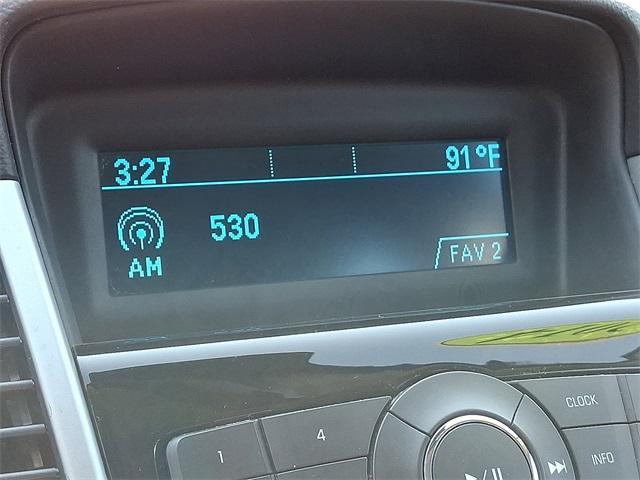 3:27 91°F
530
AM FAV 2
CLOCK
1 4 INFO